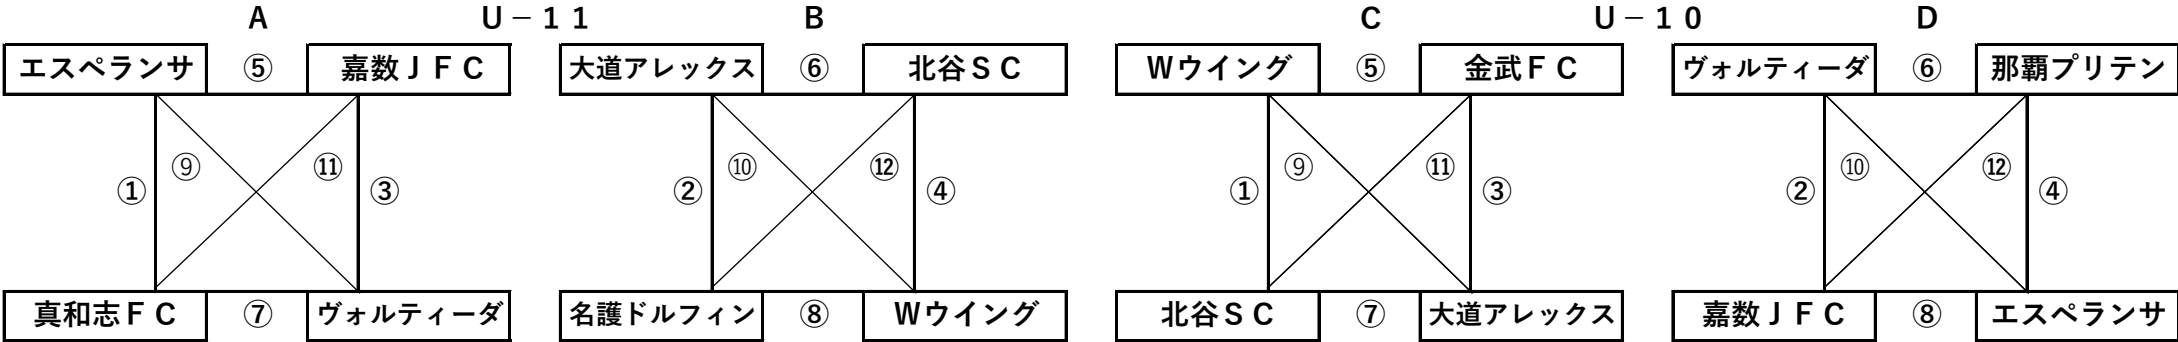 A U－１１ B C U－１０ D
エスペランサ ⑤ 嘉数ＪＦＣ 大道アレックス ⑥ 北谷ＳＣ Wウイング ⑤ 金武ＦＣ ヴォルティーダ ⑥ 那覇プリテン
⑨ ⑪ ⑩ ⑫ ⑨ ⑪ ⑩ ⑫
① ③ ② ④ ① ③ ② ④
真和志ＦＣ ⑦ ヴォルティーダ 名護ドルフィン ⑧ Wウイング 北谷ＳＣ ⑦ 大道アレックス 嘉数ＪＦＣ ⑧ エスペランサ